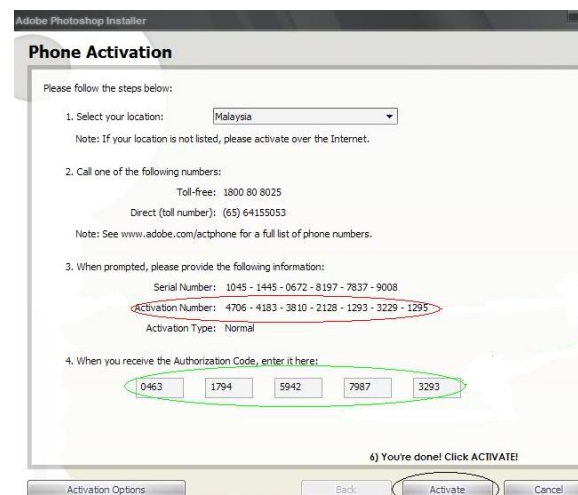 Adobe Photoshop Installer
Phone Activation
Please follow the steps below:
1. Select your location: Malaysia
Note: If your location is not listed, please activate over the Internet.
2. Call one of the following numbers:
Toll-free: 1800 80 8025
Direct (toll number): (65) 64155053
Note: See www.adobe.com/actphone for a full list of phone numbers.
3. When prompted, please provide the following information:
Serial Number: 1045 - 1445 - 0672 - 8197 - 7837 - 9008
Activation Number: 4706 - 4183 - 3810 - 2128 - 1293 - 3229 - 1295
Activation Type: Normal
4. When you receive the Authorization Code, enter it here:
0463 1794 5942 7987 3293
6) You're done! Click ACTIVATE!
Activation Options Back Activate Cancel